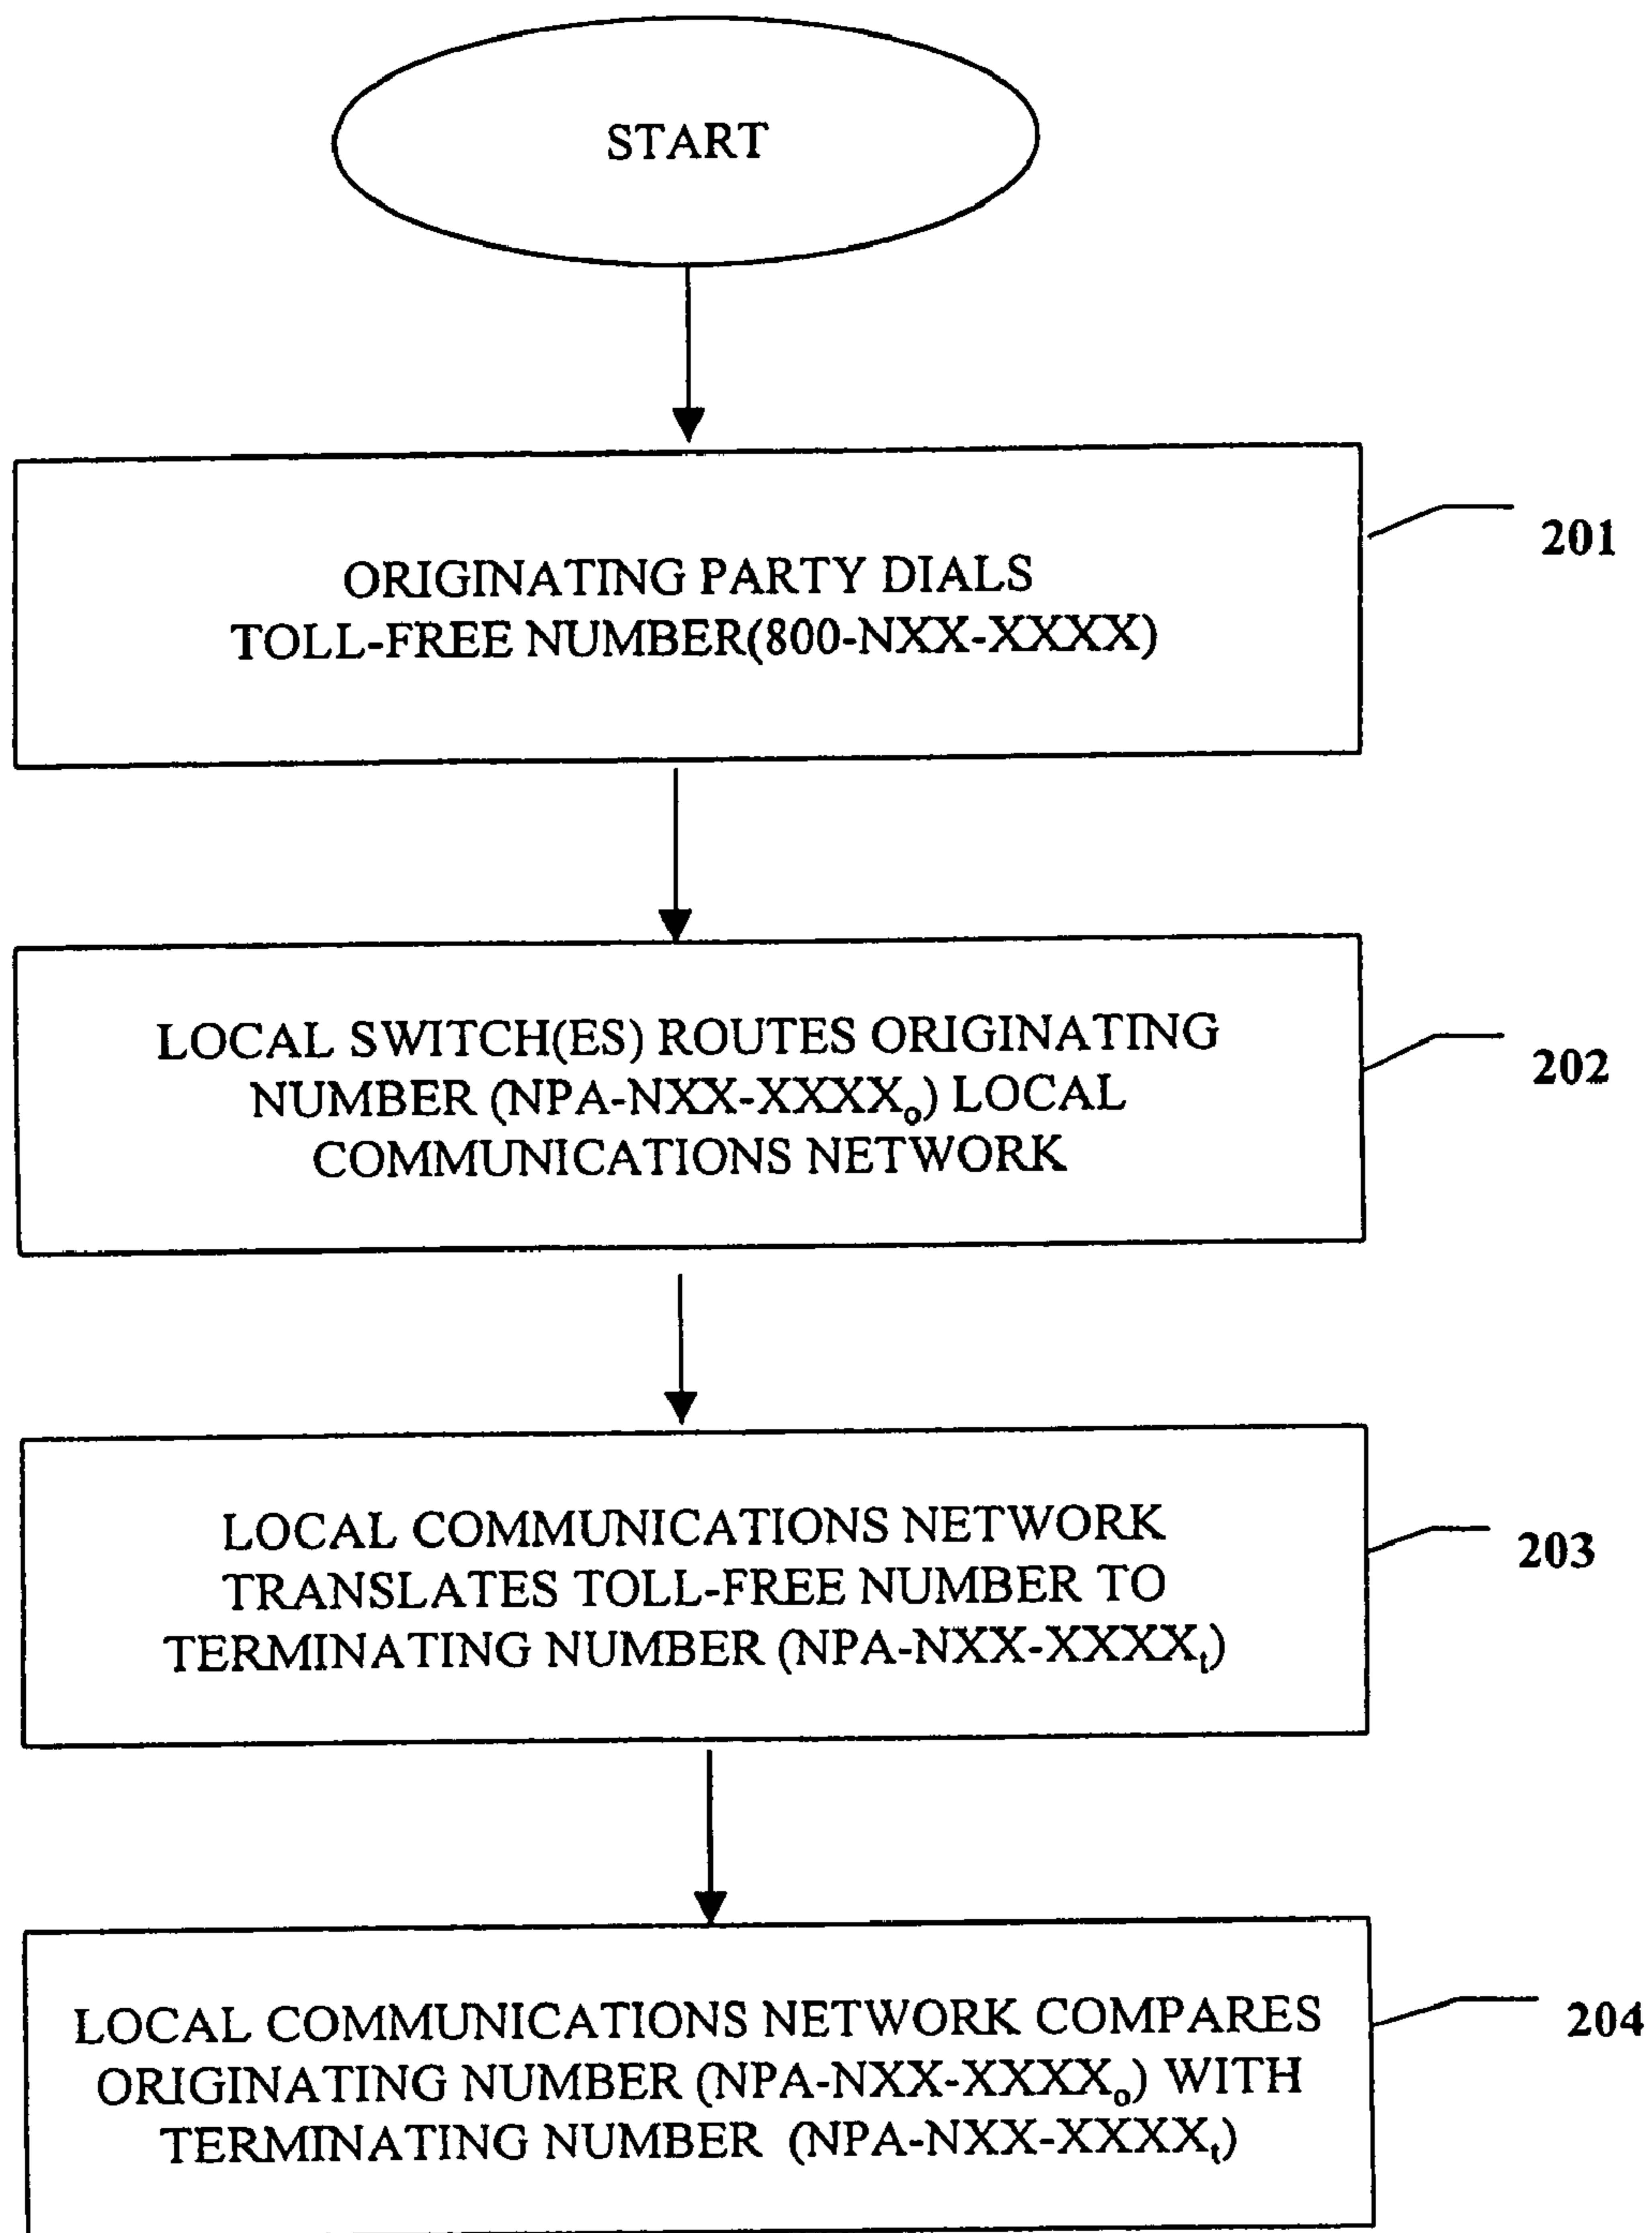 START
ORIGINATING PARTY DIALS
TOLL-FREE NUMBER(800-NXX-XXXX)
201
LOCAL SWITCH(ES) ROUTES ORIGINATING
NUMBER (NPA-NXX-XXXXₒ) LOCAL
COMMUNICATIONS NETWORK
202
LOCAL COMMUNICATIONS NETWORK
TRANSLATES TOLL-FREE NUMBER TO
TERMINATING NUMBER (NPA-NXX-XXXXₜ)
203
LOCAL COMMUNICATIONS NETWORK COMPARES
ORIGINATING NUMBER (NPA-NXX-XXXXₒ) WITH
TERMINATING NUMBER (NPA-NXX-XXXXₜ)
204